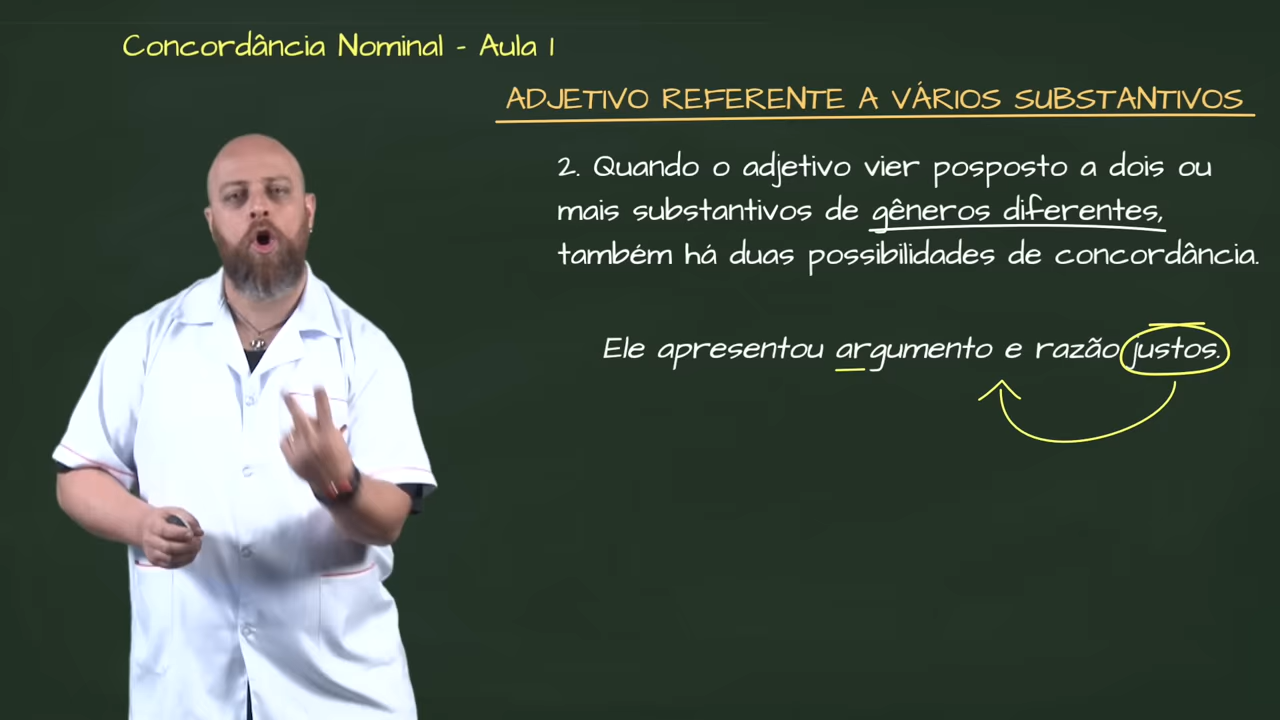 Concordância Nominal - Aula 1
ADJETIVO REFERENTE A VÁRIOS SUBSTANTIVOS
2. Quando o adjetivo vier posposto a dois ou
mais substantivos de gêneros diferentes,
também há duas possibilidades de concordância.
Ele apresentou argumento e razão justos.